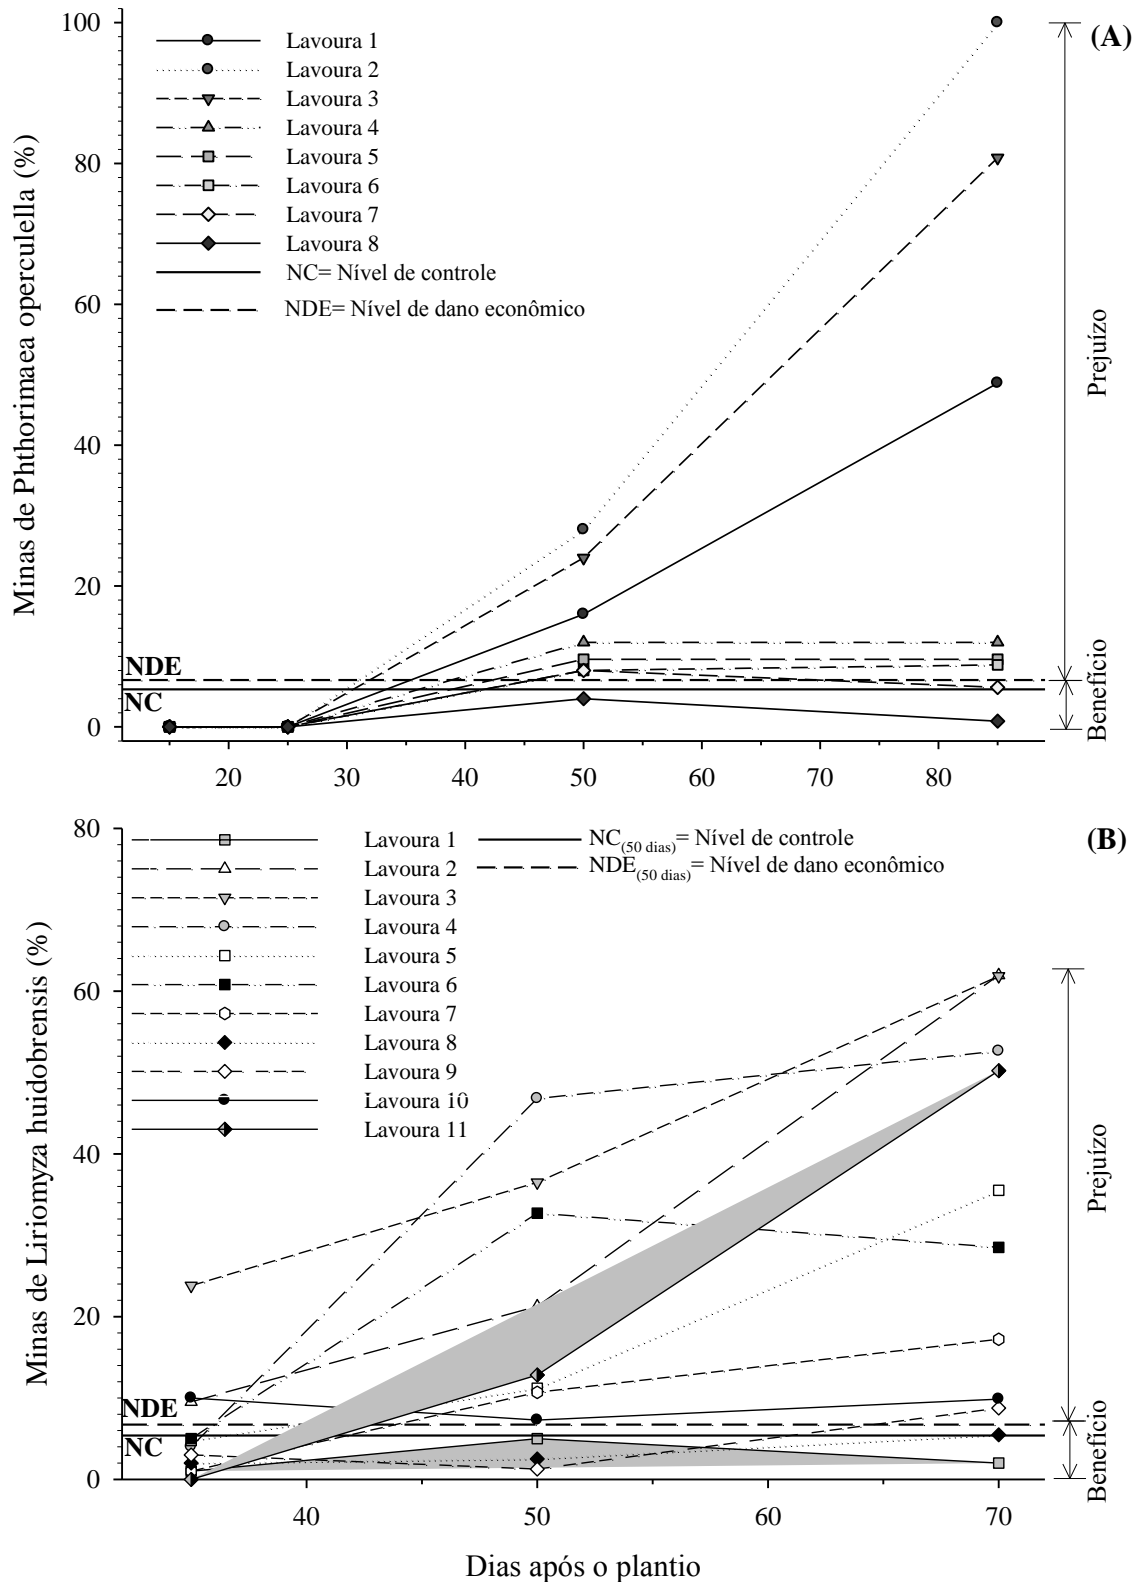 (A)
Minas de Phthorimaea operculella (%)
100
80
60
40
20
0
Lavoura 1
Lavoura 2
Lavoura 3
Lavoura 4
Lavoura 5
Lavoura 6
Lavoura 7
Lavoura 8
NC= Nível de controle
NDE= Nível de dano econômico
NDE
NC
Prejuízo
Benefício
20 30 40 50 60 70 80
(B)
Minas de Liriomyza huidobrensis (%)
80
60
40
20
0
Lavoura 1
Lavoura 2
Lavoura 3
Lavoura 4
Lavoura 5
Lavoura 6
Lavoura 7
Lavoura 8
Lavoura 9
Lavoura 10
Lavoura 11
NC(50 dias)= Nível de controle
NDE(50 dias)= Nível de dano econômico
NDE
NC
Prejuízo
Benefício
40 50 60 70
Dias após o plantio